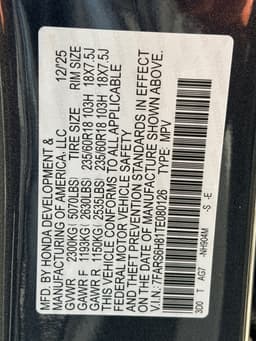 MFD. BY HONDA DEVELOPMENT &
MANUFACTURING OF AMERICA, LLC 12/'25
GVWR 2300KG( 5070LBS) TIRE SIZE RIM SIZE
GAWR F 1193KG( 2630LBS) 235/60R18 103H 18X7.5J
GAWR R 1150KG( 2535LBS) 235/60R18 103H 18X7.5J
THIS VEHICLE CONFORMS TO ALL APPLICABLE
FEDERAL MOTOR VEHICLE SAFETY
AND THEFT PREVENTION STANDARDS IN EFFECT
ON THE DATE OF MANUFACTURE SHOWN ABOVE.
V.I.N.: 7FARS6H81TE080126 TYPE: MPV
300 T AG7 -NH904M -S -E